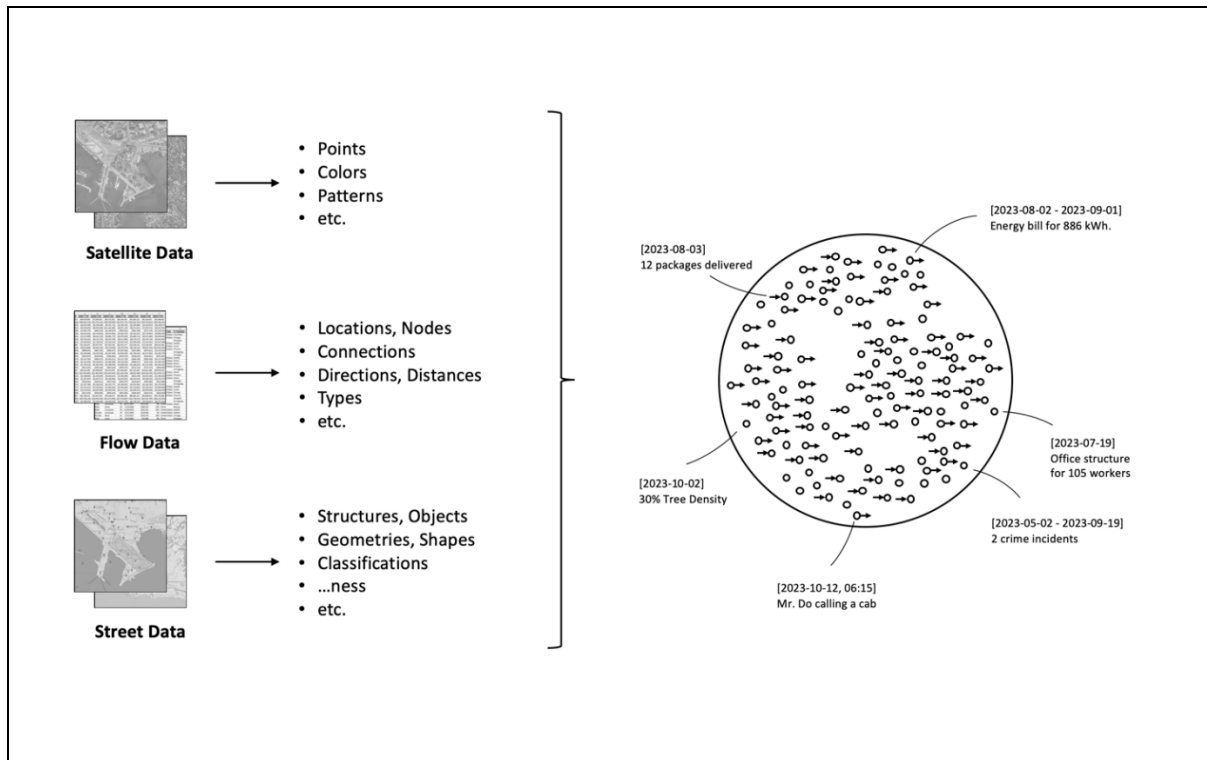 • Points
• Colors
• Patterns
• etc.
Satellite Data
• Locations, Nodes
• Connections
• Directions, Distances
• Types
• etc.
Flow Data
• Structures, Objects
• Geometries, Shapes
• Classifications
• ...ness
• etc.
Street Data
[2023-08-02 - 2023-09-01]
Energy bill for 886 kWh.
[2023-08-03]
12 packages delivered
[2023-07-19]
Office structure
for 105 workers
[2023-10-02]
30% Tree Density
[2023-05-02 - 2023-09-19]
2 crime incidents
[2023-10-12, 06:15]
Mr. Do calling a cab